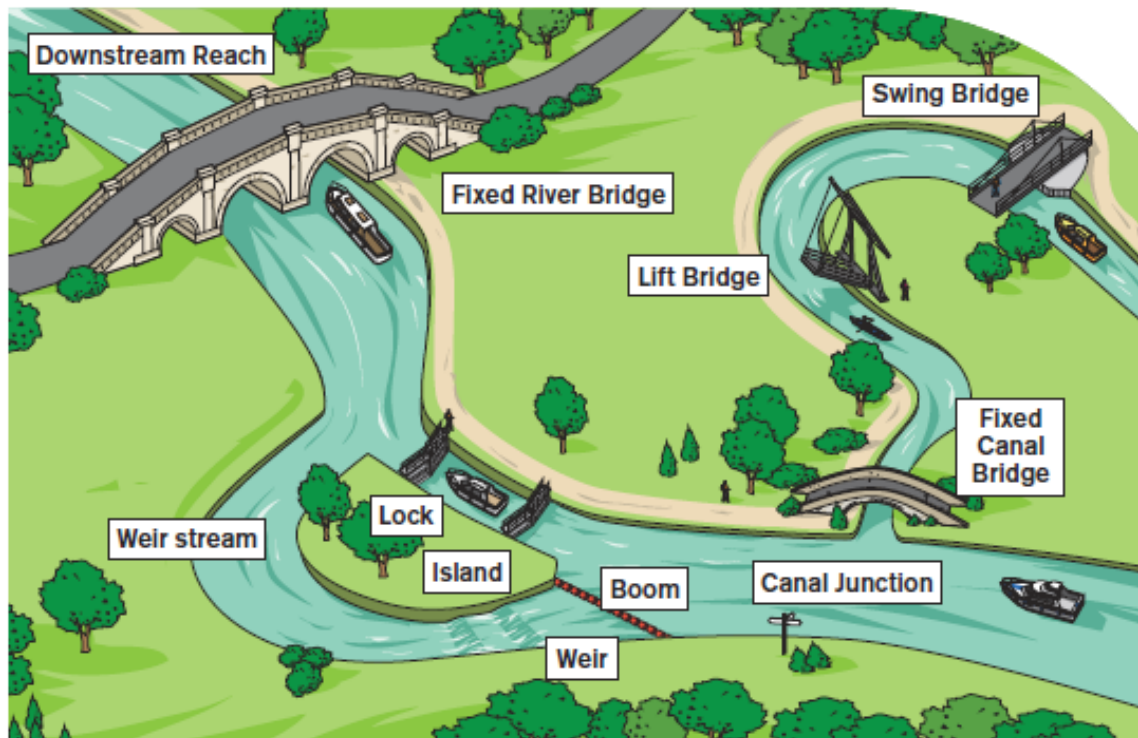 Downstream Reach
Swing Bridge
Fixed River Bridge
Lift Bridge
Fixed
Canal
Bridge
Lock
Weir stream
Island
Boom
Canal Junction
Weir